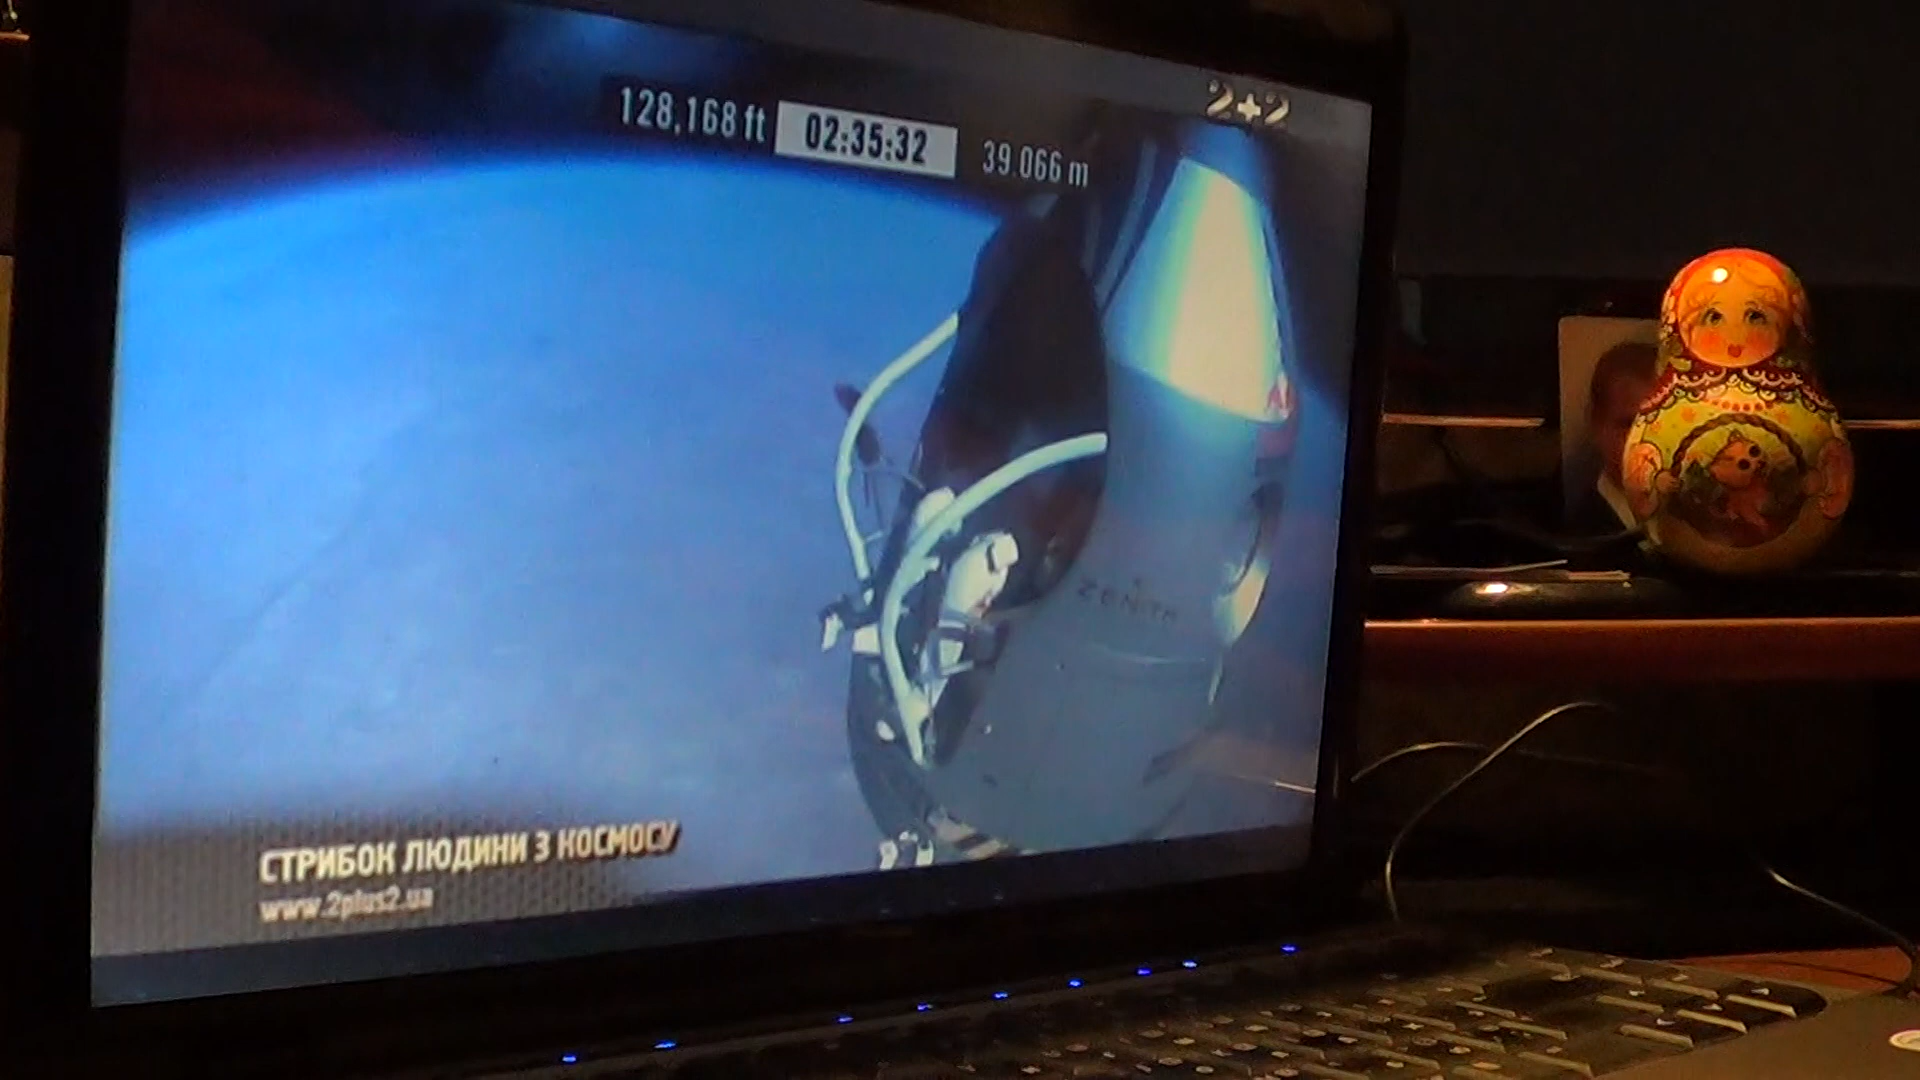 2+2
128,168 ft 02:35:32 39.066 m
ZENITH
СТРИБОК ЛЮДИНИ З КОСМОСУ
www.2plus2.ua